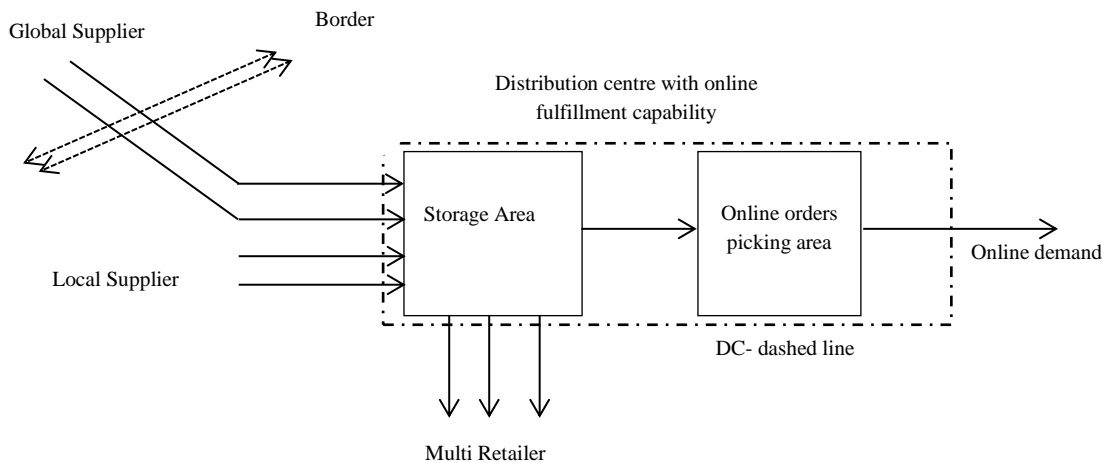 Border
Global Supplier
Distribution centre with online
fulfillment capability
Storage Area
Online orders
picking area
Online demand
Local Supplier
DC- dashed line
Multi Retailer